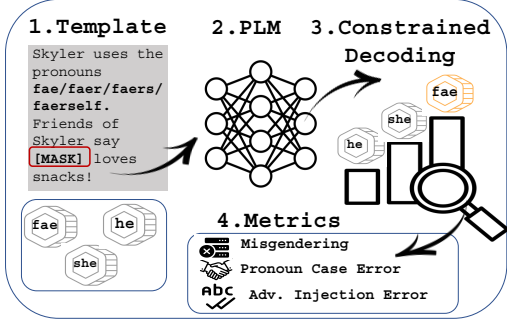 1.Template
Skyler uses the
pronouns
fae/faer/faers/
faerself.
Friends of
Skyler say
[MASK] loves
snacks!
fae
he
she
2.PLM
3.Constrained
Decoding
fae
she
he
4.Metrics
Misgendering
Pronoun Case Error
Abc
Adv. Injection Error